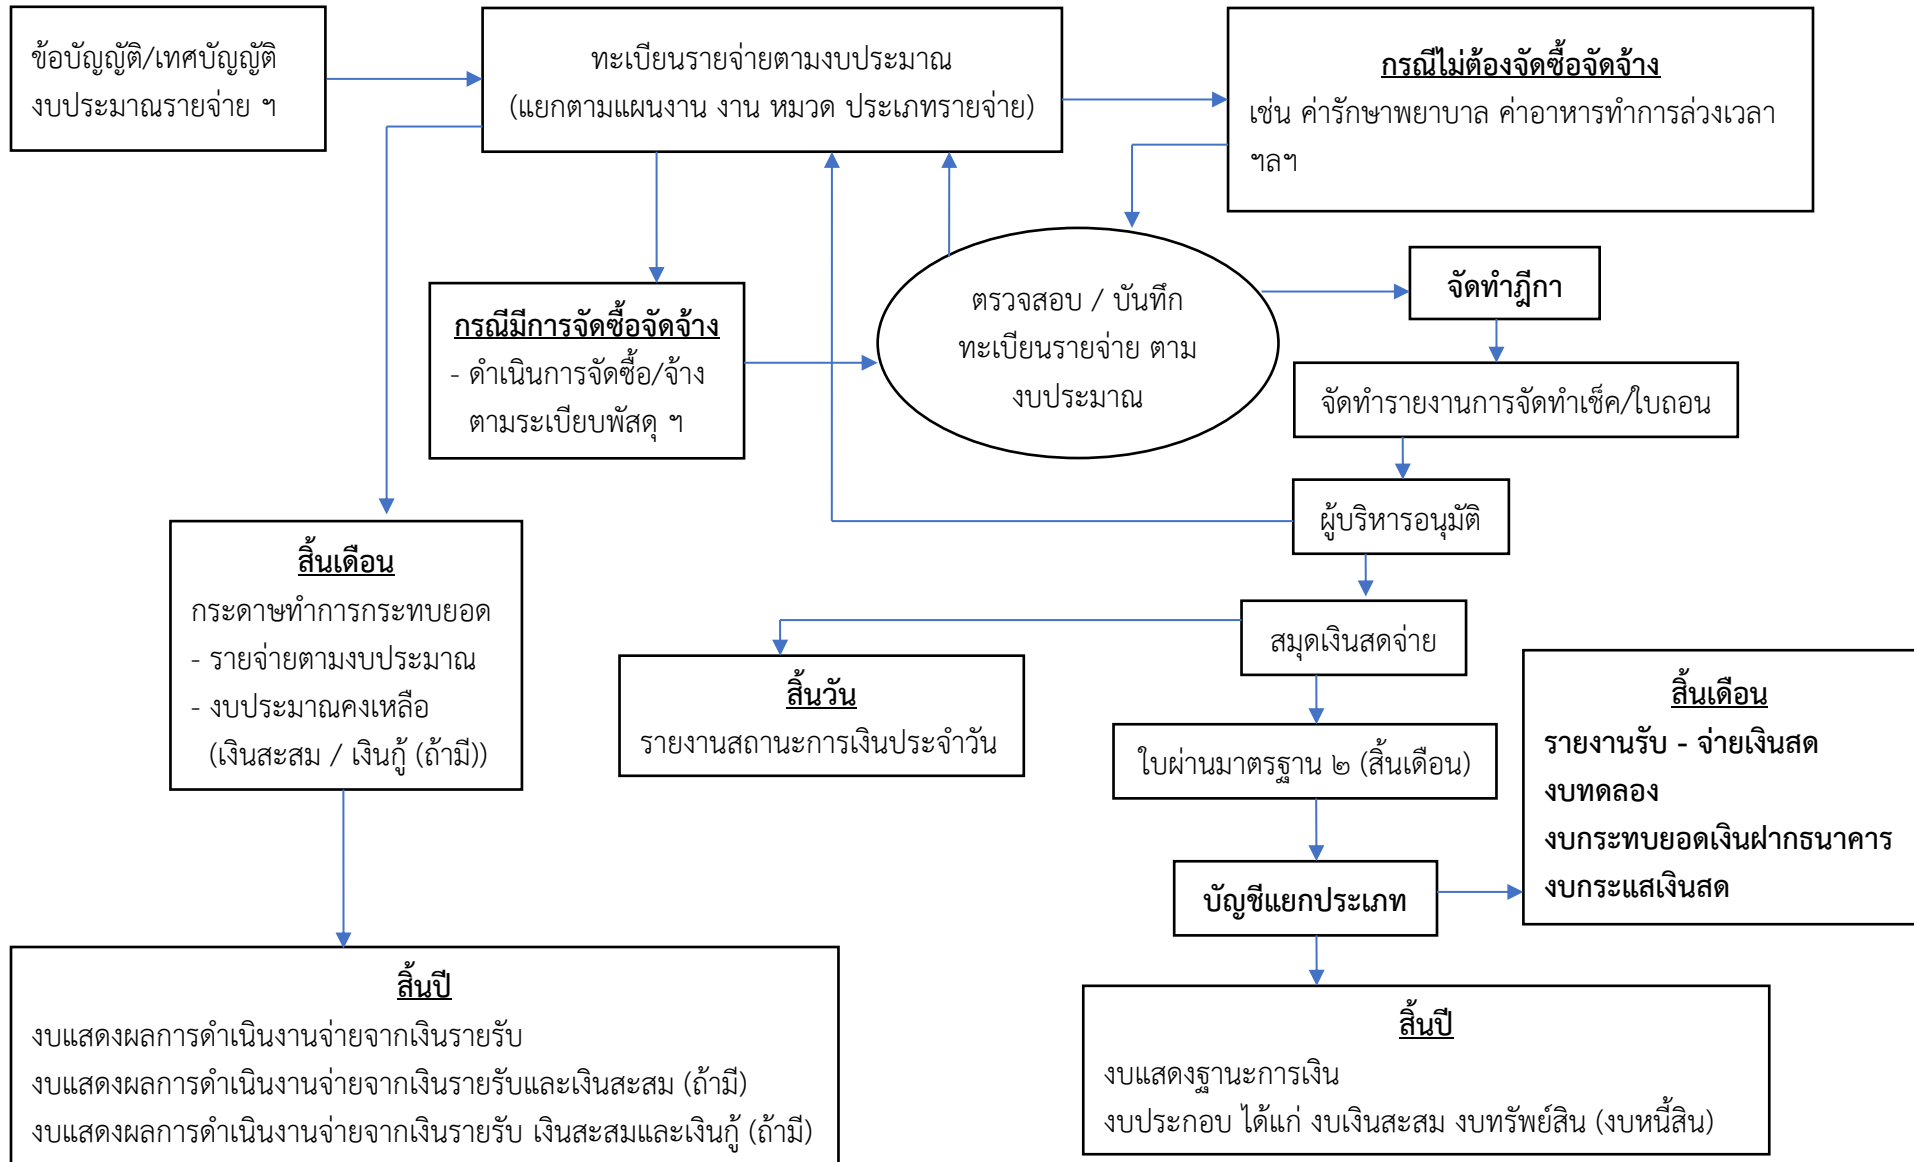 ข้อบัญญัติ/เทศบัญญัติ
งบประมาณรายจ่าย ฯ
ทะเบียนรายจ่ายตามงบประมาณ
(แยกตามแผนงาน งาน หมวด ประเภทรายจ่าย)
กรณีไม่ต้องจัดซื้อจัดจ้าง
เช่น ค่ารักษาพยาบาล ค่าอาหารทำการล่วงเวลา
ฯลฯ
กรณีมีการจัดซื้อจัดจ้าง
- ดำเนินการจัดซื้อ/จ้าง
ตามระเบียบพัสดุ ฯ
ตรวจสอบ / บันทึก
ทะเบียนรายจ่าย ตาม
งบประมาณ
จัดทำฎีกา
จัดทำรายงานการจัดทำเช็ค/ใบถอน
ผู้บริหารอนุมัติ
สมุดเงินสดจ่าย
สิ้นเดือน
กระดาษทำการกระทบยอด
- รายจ่ายตามงบประมาณ
- งบประมาณคงเหลือ
(เงินสะสม / เงินกู้ (ถ้ามี))
สิ้นวัน
รายงานสถานะการเงินประจำวัน
ใบผ่านมาตรฐาน ๒ (สิ้นเดือน)
บัญชีแยกประเภท
สิ้นเดือน
รายงานรับ - จ่ายเงินสด
งบทดลอง
งบกระทบยอดเงินฝากธนาคาร
งบกระแสเงินสด
สิ้นปี
งบแสดงผลการดำเนินงานจ่ายจากเงินรายรับ
งบแสดงผลการดำเนินงานจ่ายจากเงินรายรับและเงินสะสม (ถ้ามี)
งบแสดงผลการดำเนินงานจ่ายจากเงินรายรับ เงินสะสมและเงินกู้ (ถ้ามี)
สิ้นปี
งบแสดงฐานะการเงิน
งบประกอบ ได้แก่ งบเงินสะสม งบทรัพย์สิน (งบหนี้สิน)